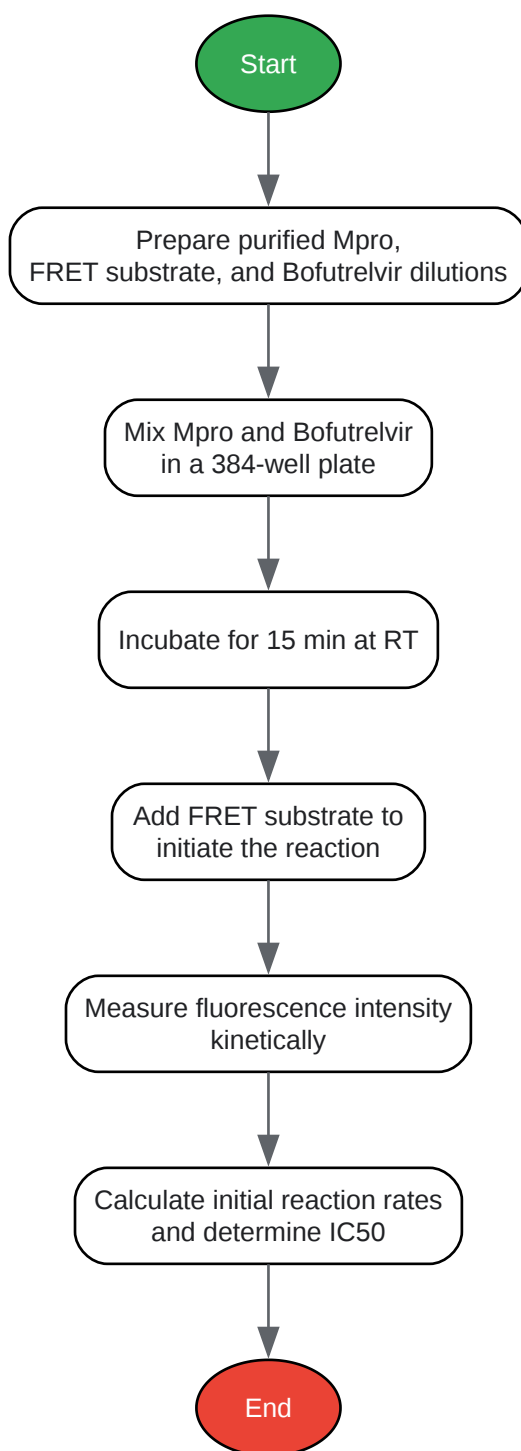 Start
Prepare purified Mpro,
FRET substrate, and Bofutrelvir dilutions
Mix Mpro and Bofutrelvir
in a 384-well plate
Incubate for 15 min at RT
Add FRET substrate to
initiate the reaction
Measure fluorescence intensity
kinetically
Calculate initial reaction rates
and determine IC50
End